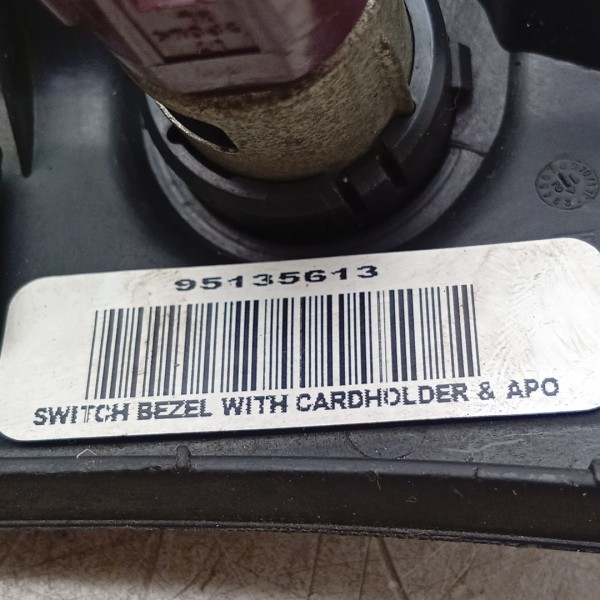 95135613
SWITCH BEZEL WITH CARDHOLDER & APO